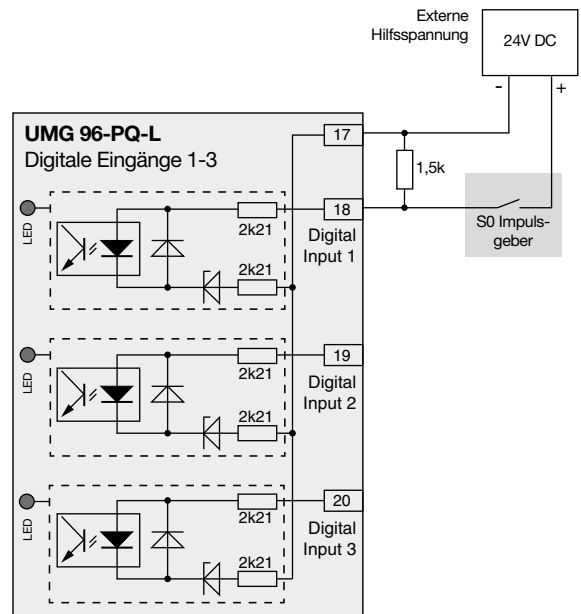 Externe
Hilfsspannung
24V DC
- +
UMG 96-PQ-L
Digitale Eingänge 1-3
17
1,5k
LED
2k21
18
Digital
Input 1
S0 Impuls-
geber
2k21
LED
2k21
19
Digital
Input 2
2k21
LED
2k21
20
Digital
Input 3
2k21